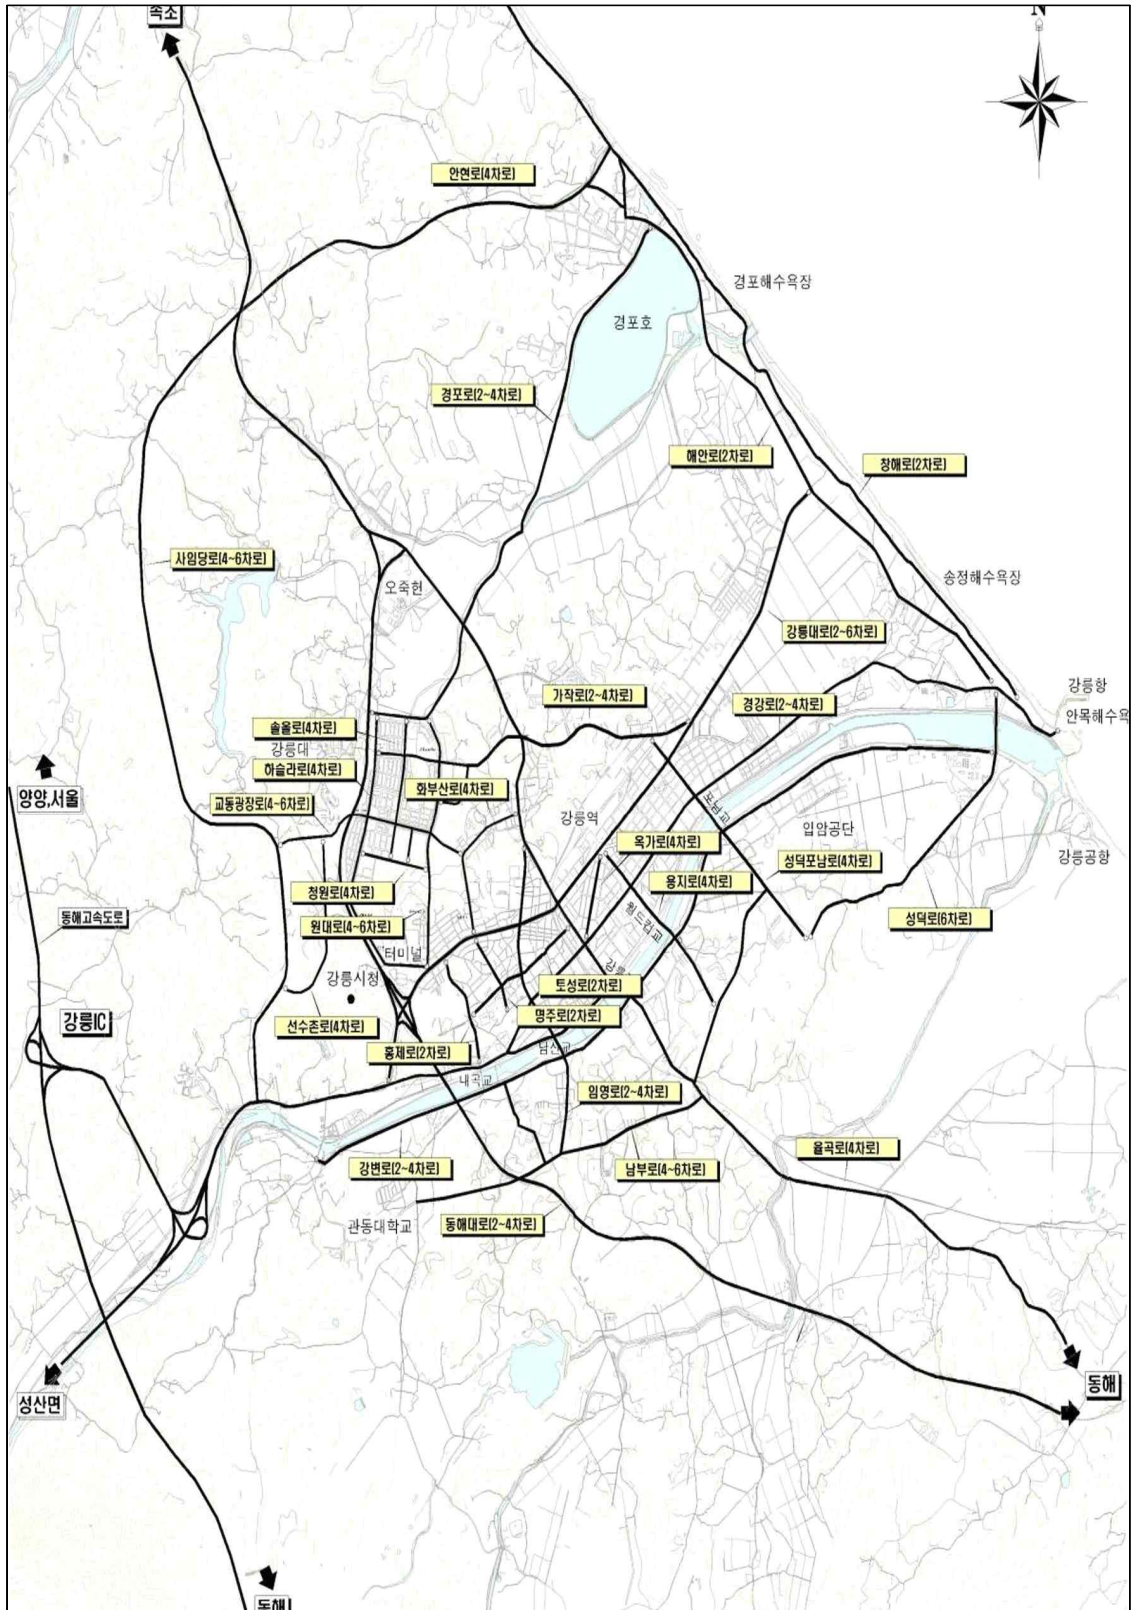 속초
N
안현로(4차로)
경포해수욕장
경포호
경포로(2~4차로)
해안로(2차로)
창해로(2차로)
사임당로(4~6차로)
송정해수욕장
오죽헌
강릉대로(2~6차로)
가작로(2~4차로)
경강로(2~4차로)
강릉항
안목해수욕
솔올로(4차로)
강릉대
하슬라로(4차로)
화부산로(4차로)
양양,서울
교동광장로(4~6차로)
강릉역
포남교
입암공단
옥가로(4차로)
강릉공항
성덕포남로(4차로)
용지로(4차로)
청원로(4차로)
동해고속도로
원대로(4~6차로)
월드컵교
성덕로(6차로)
터미널
강릉시청
강릉
토성로(2차로)
강릉IC
선수촌로(4차로)
명주로(2차로)
홍제로(2차로)
남산교
내곡교
임영로(2~4차로)
율곡로(4차로)
강변로(2~4차로)
남부로(4~6차로)
관동대학교
동해대로(2~4차로)
동해
성산면
동해